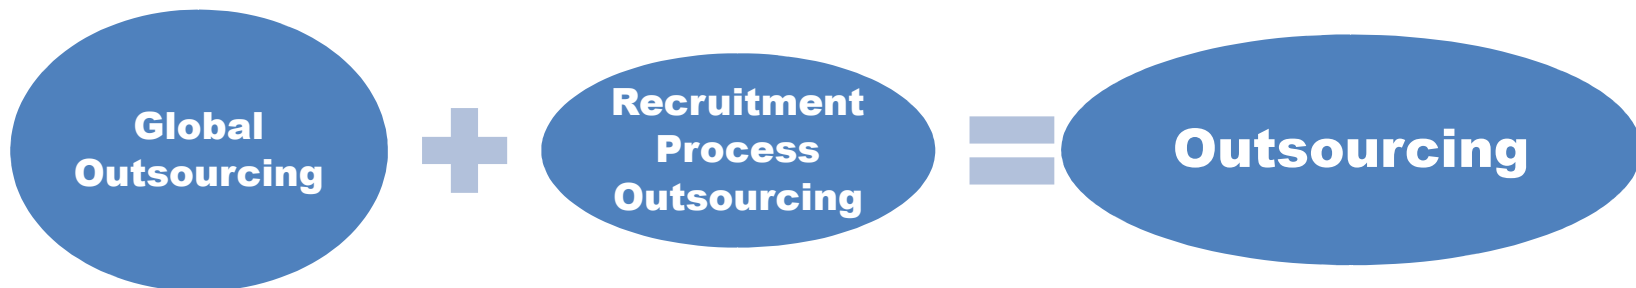 Global
Outsourcing
Recruitment
Process
Outsourcing
Outsourcing